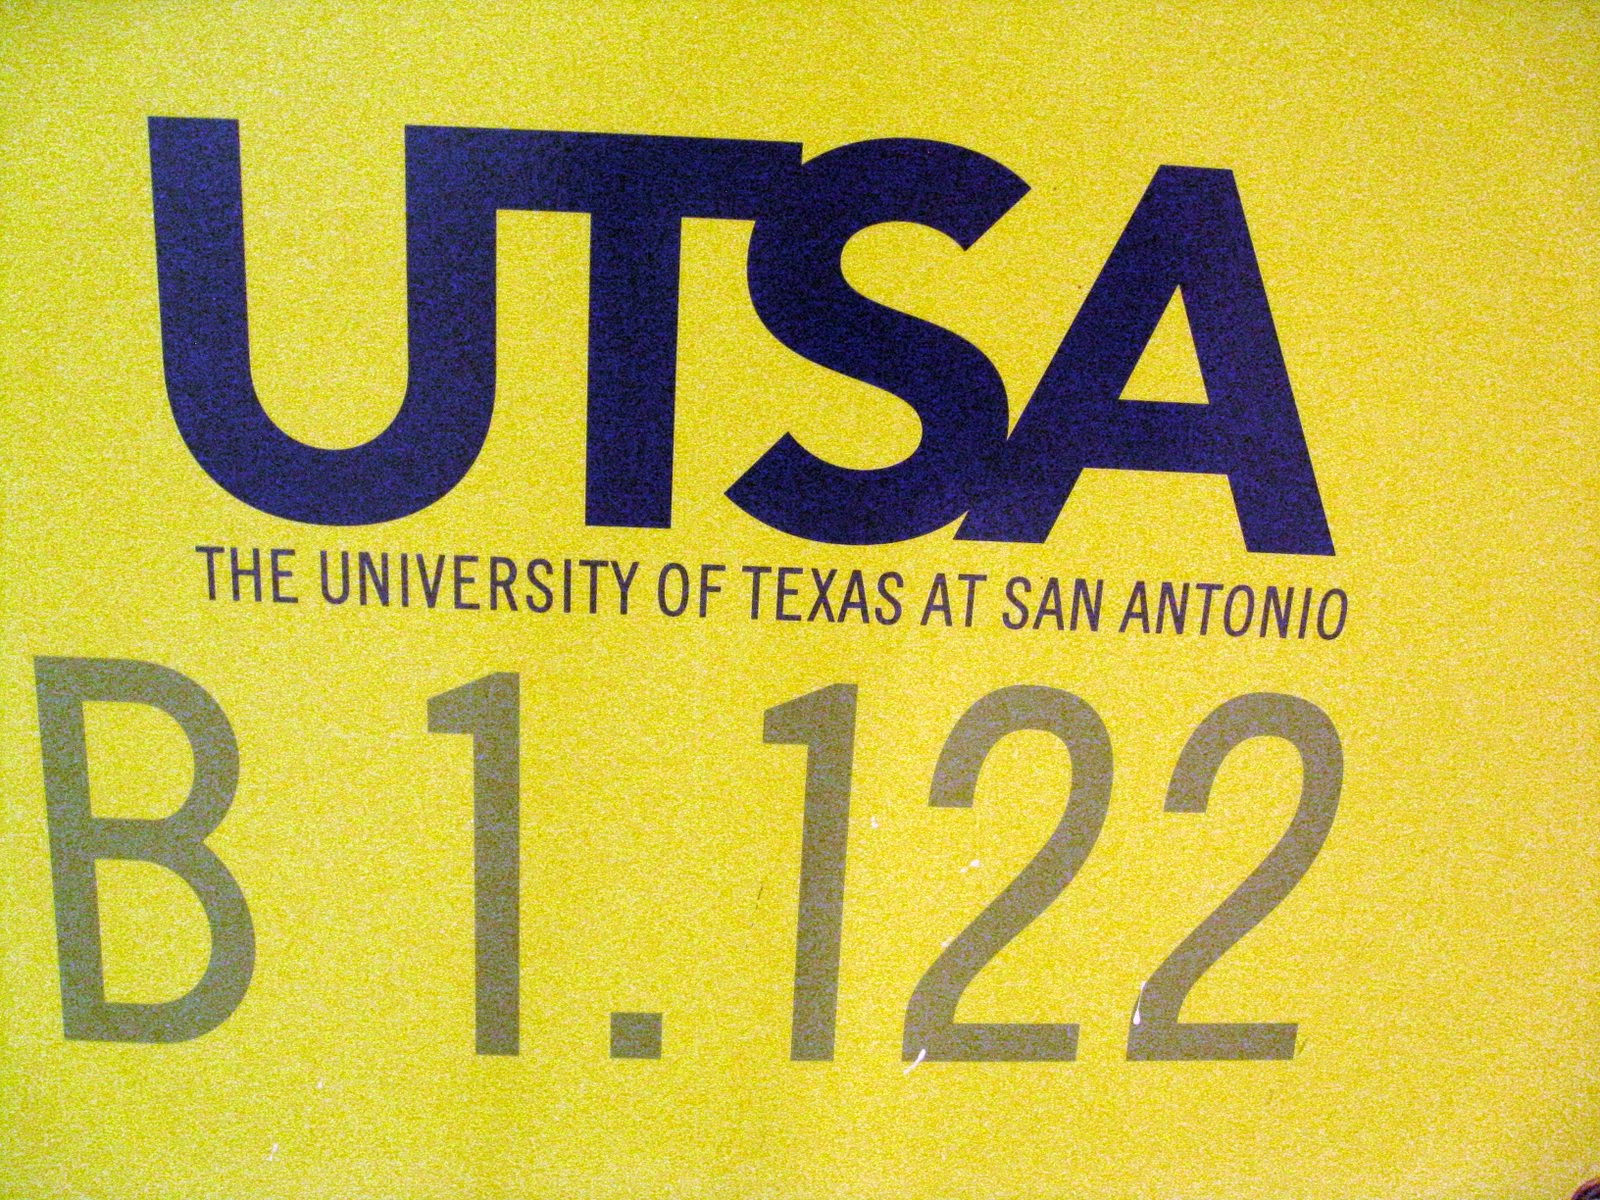 UTSA
THE UNIVERSITY OF TEXAS AT SAN ANTONIO
B 1.122